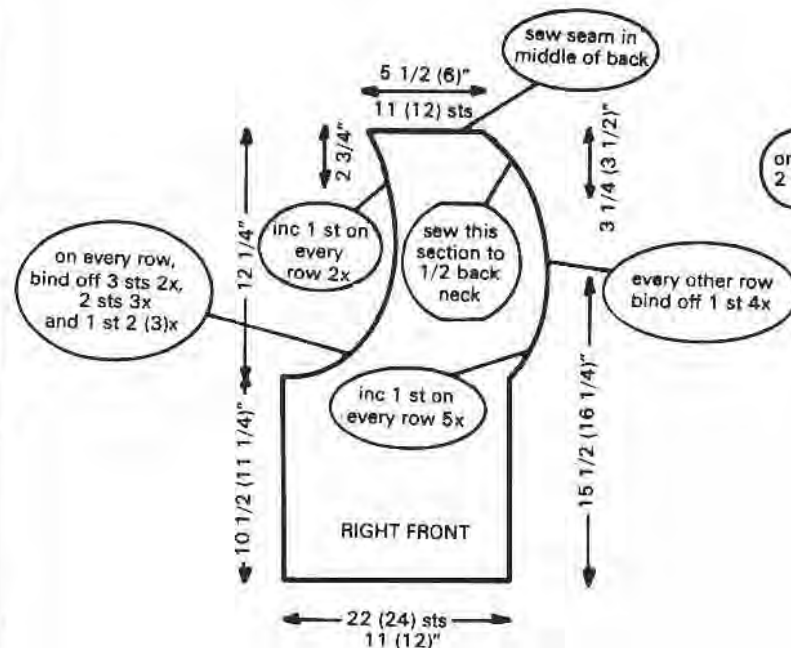 sew seam in
middle of back
5 1/2 (6)"
11 (12) sts
2 3/4"
3 1/4 (3 1/2)"
12 1/4"
inc 1 st on
every
row 2x
sew this
section to
1/2 back
neck
on every row,
bind off 3 sts 2x,
2 sts 3x
and 1 st 2 (3)x
every other row
bind off 1 st 4x
inc 1 st on
every row 5x
10 1/2 (11 1/4)"
15 1/2 (16 1/4)"
RIGHT FRONT
22 (24) sts
11 (12)"
2